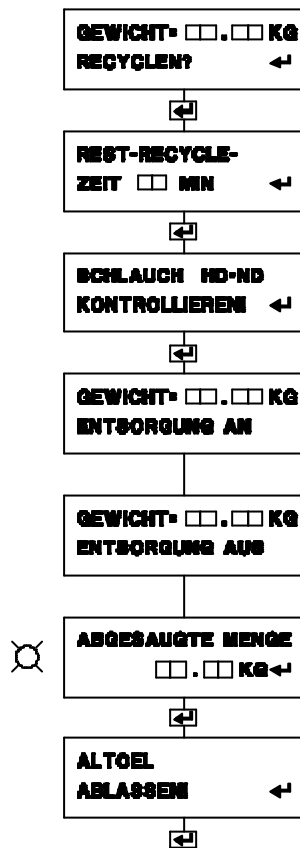 GEWICHT= □□.□□ KG
RECYCLEN? ↵
↵
REST-RECYCLE-
ZEIT □□ MIN ↵
↵
SCHLAUCH HD-ND
KONTROLLIEREN! ↵
↵
GEWICHT= □□.□□ KG
ENTSORGUNG AN
GEWICHT= □□.□□ KG
ENTSORGUNG AUS
ABGESAUGTE MENGE
□□.□□ KG ↵
↵
ALTOEL
ABLASSEN! ↵
↵